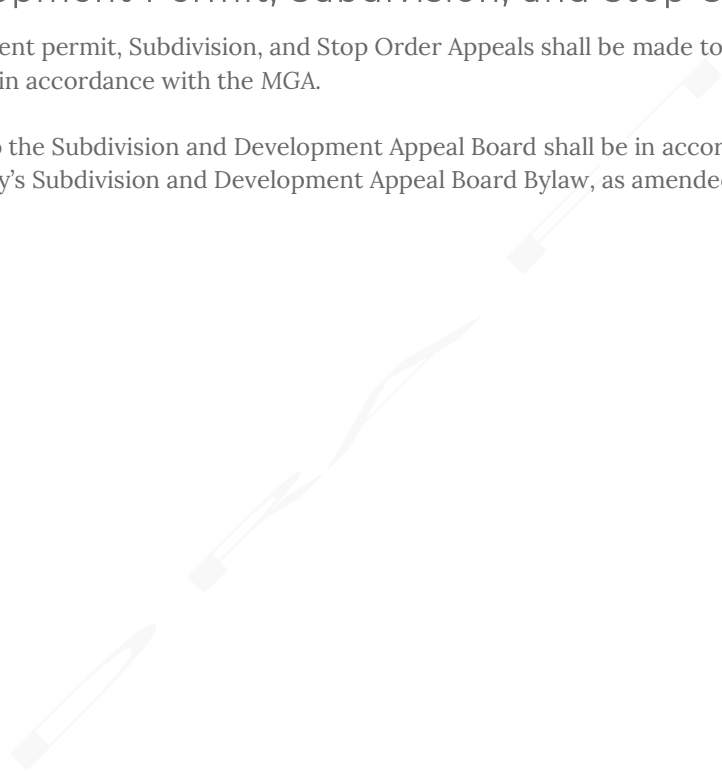 opment Permit, Subdivision, and Stop
ent permit, Subdivision, and Stop Order Appeals shall be made to
in accordance with the MGA.
the Subdivision and Development Appeal Board shall be in accor
y's Subdivision and Development Appeal Board Bylaw, as amended